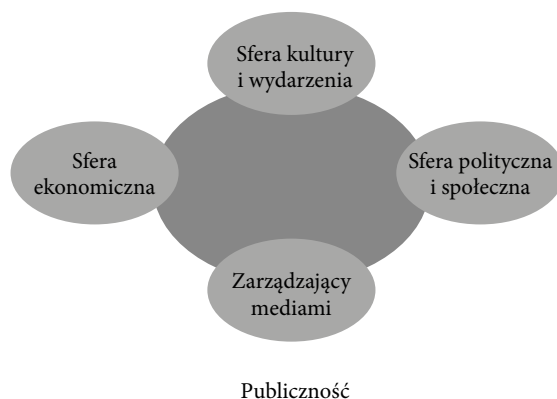 Sfera kultury
i wydarzenia
Sfera
ekonomiczna
Sfera polityczna
i społeczna
Zarządzający
mediami
Publiczność